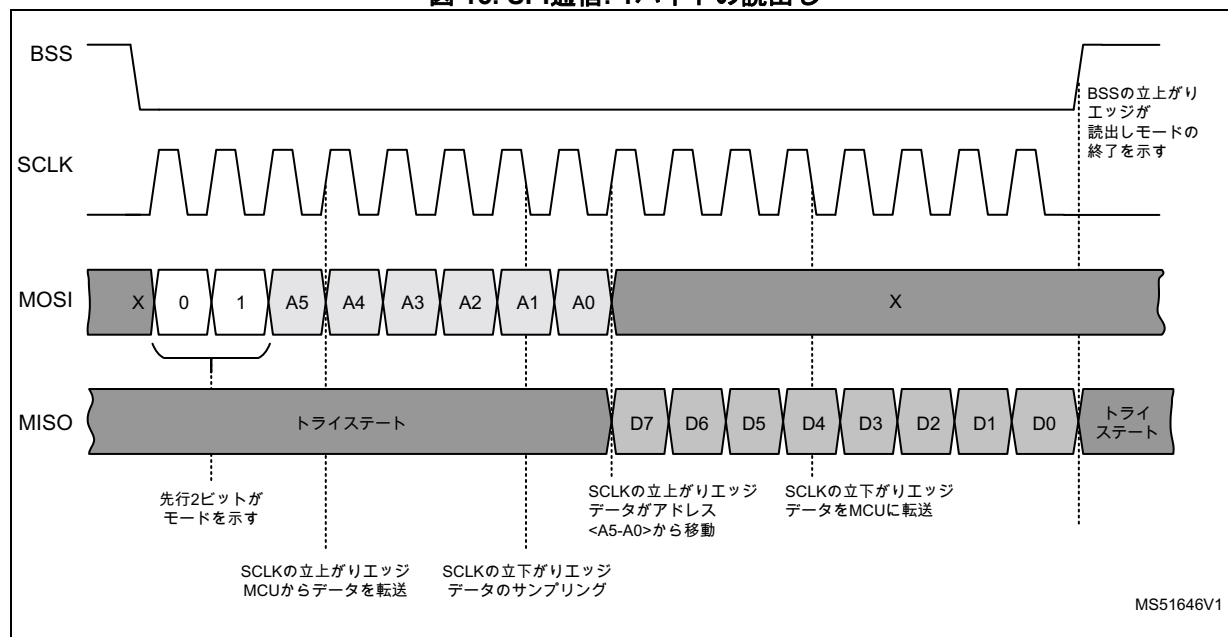 BSS
BSSの立上がり
エッジが
読出しモードの
終了を示す
SCLK
MOSI
X
0
1
A5
A4
A3
A2
A1
A0
X
MISO
トライステート
D7
D6
D5
D4
D3
D2
D1
D0
トライ
ステート
先行2ビットが
モードを示す
SCLKの立上がりエッジ
データがアドレス
<A5-A0>から移動
SCLKの立下がりエッジ
データをMCUに転送
SCLKの立上がりエッジ
MCUからデータを転送
SCLKの立下がりエッジ
データのサンプリング
MS51646V1